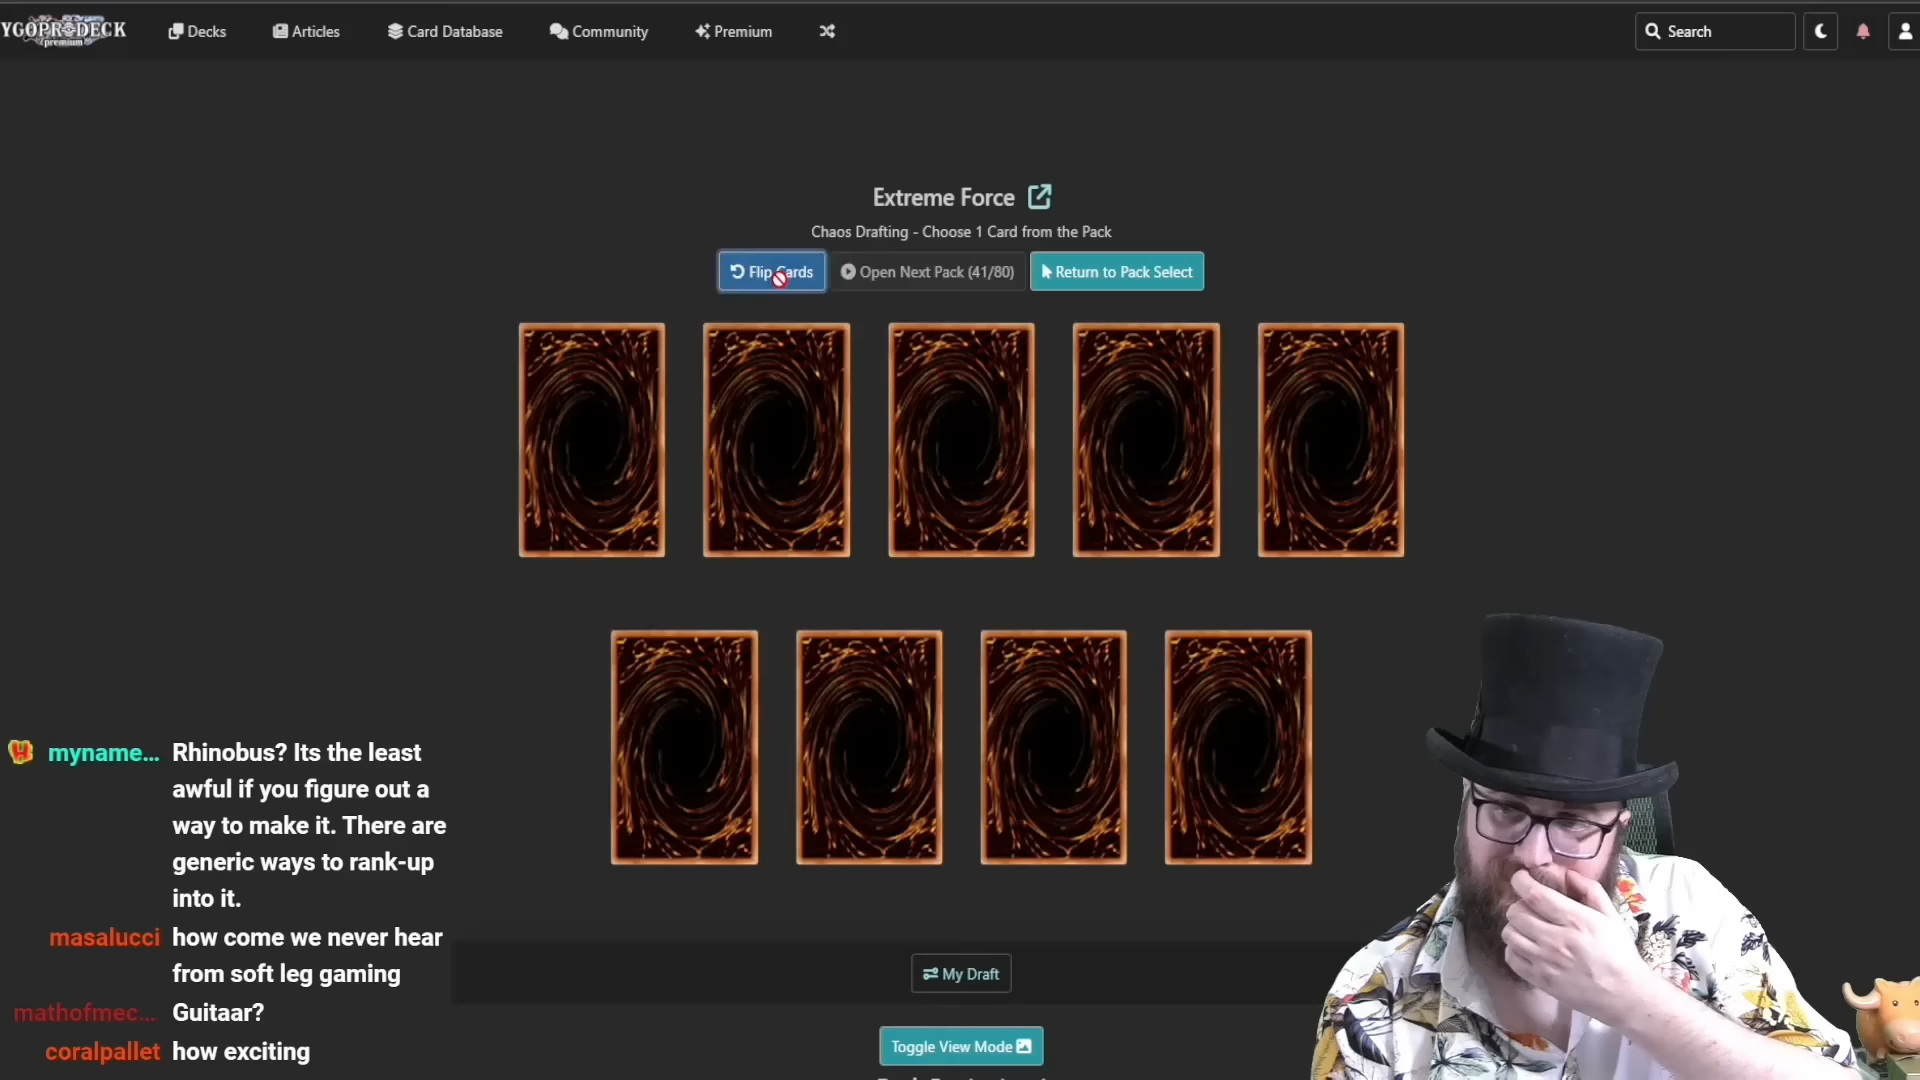 YGOPRODECK
premium
Decks
Articles
Card Database
Community
Premium
Search
Extreme Force
Chaos Drafting - Choose 1 Card from the Pack
Flip Cards
Open Next Pack (41/80)
Return to Pack Select
myname... Rhinobus? Its the least
awful if you figure out a
way to make it. There are
generic ways to rank-up
into it.
masalucci how come we never hear
from soft leg gaming
mathofmec... Guitaar?
coralpallet how exciting
My Draft
Toggle View Mode